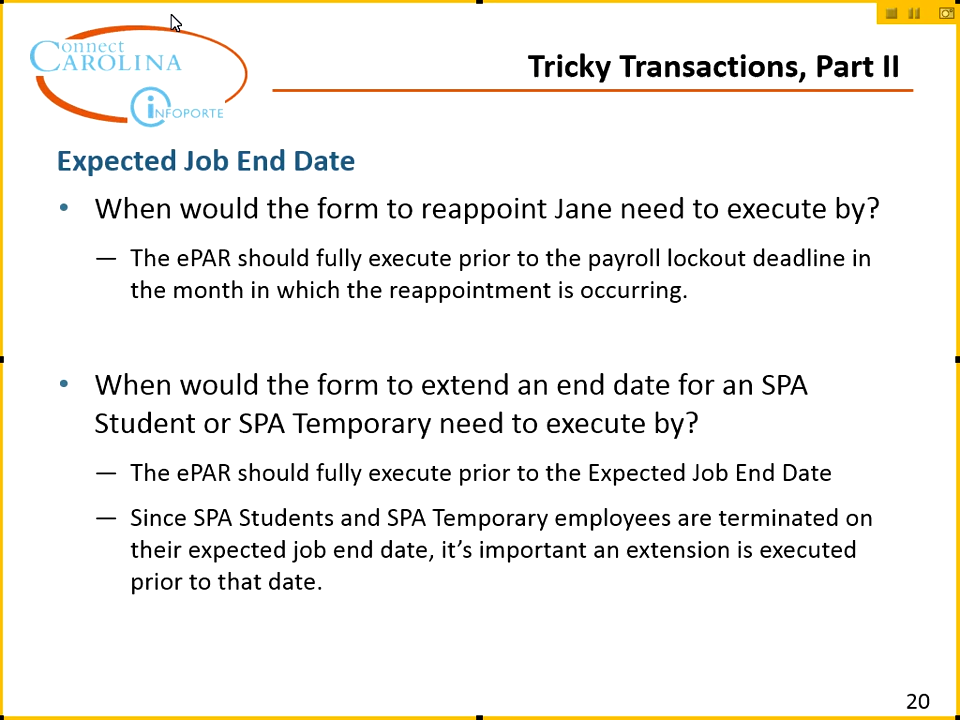 Connect
CAROLINA
INFOPORTE
Tricky Transactions, Part II
Expected Job End Date
• When would the form to reappoint Jane need to execute by?
— The ePAR should fully execute prior to the payroll lockout deadline in
the month in which the reappointment is occurring.
• When would the form to extend an end date for an SPA
Student or SPA Temporary need to execute by?
— The ePAR should fully execute prior to the Expected Job End Date
— Since SPA Students and SPA Temporary employees are terminated on
their expected job end date, it’s important an extension is executed
prior to that date.
20